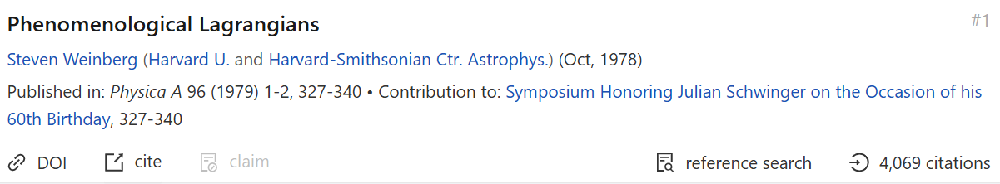 Phenomenological Lagrangians
#1
Steven Weinberg (Harvard U. and Harvard-Smithsonian Ctr. Astrophys.) (Oct, 1978)
Published in: Physica A 96 (1979) 1-2, 327-340 • Contribution to: Symposium Honoring Julian Schwinger on the Occasion of his
60th Birthday, 327-340
DOI cite claim reference search 4,069 citations